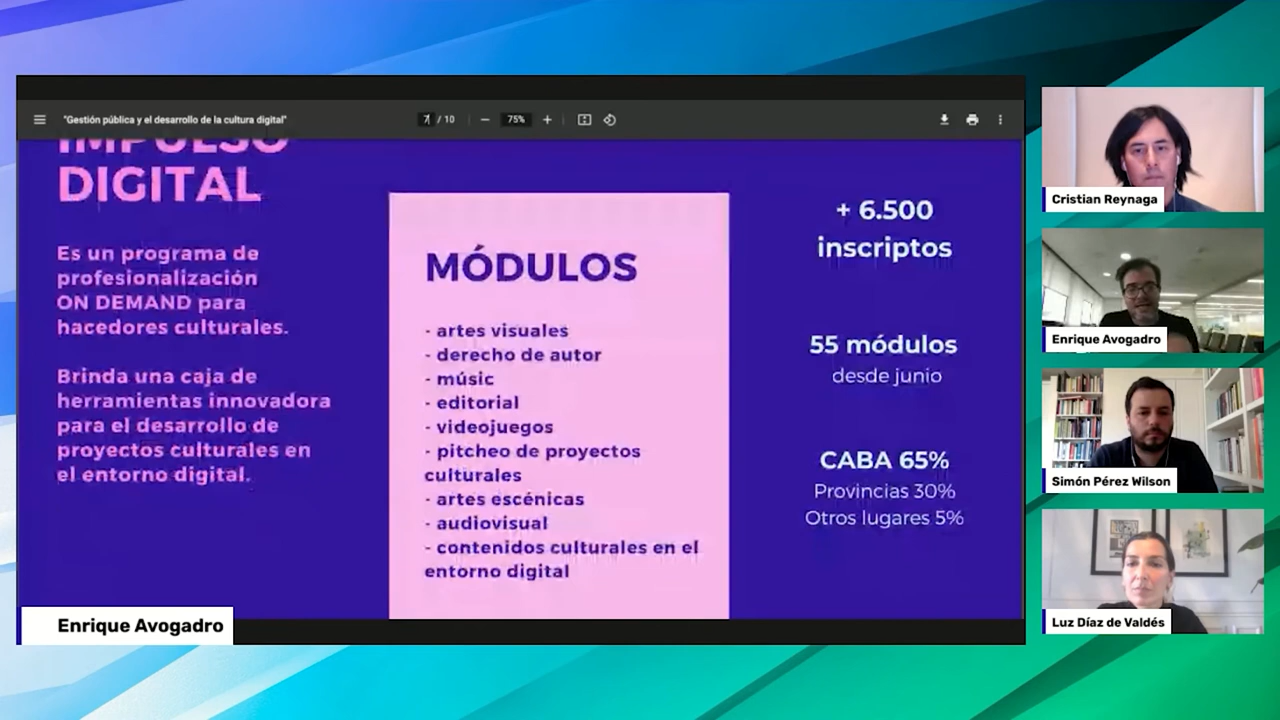 "Gestión pública y el desarrollo de la cultura digital"
7 / 10
75%
IMPULSO
DIGITAL
Es un programa de
profesionalización
ON DEMAND para
hacedores culturales.
Brinda una caja de
herramientas innovadora
para el desarrollo de
proyectos culturales en
el entorno digital.
MÓDULOS
- artes visuales
- derecho de autor
- músic
- editorial
- videojuegos
- pitcheo de proyectos
culturales
- artes escénicas
- audiovisual
- contenidos culturales en el
entorno digital
+ 6.500
inscriptos
55 módulos
desde junio
CABA 65%
Provincias 30%
Otros lugares 5%
Enrique Avogadro
Cristian Reynaga
Enrique Avogadro
Simón Pérez Wilson
Luz Díaz de Valdés